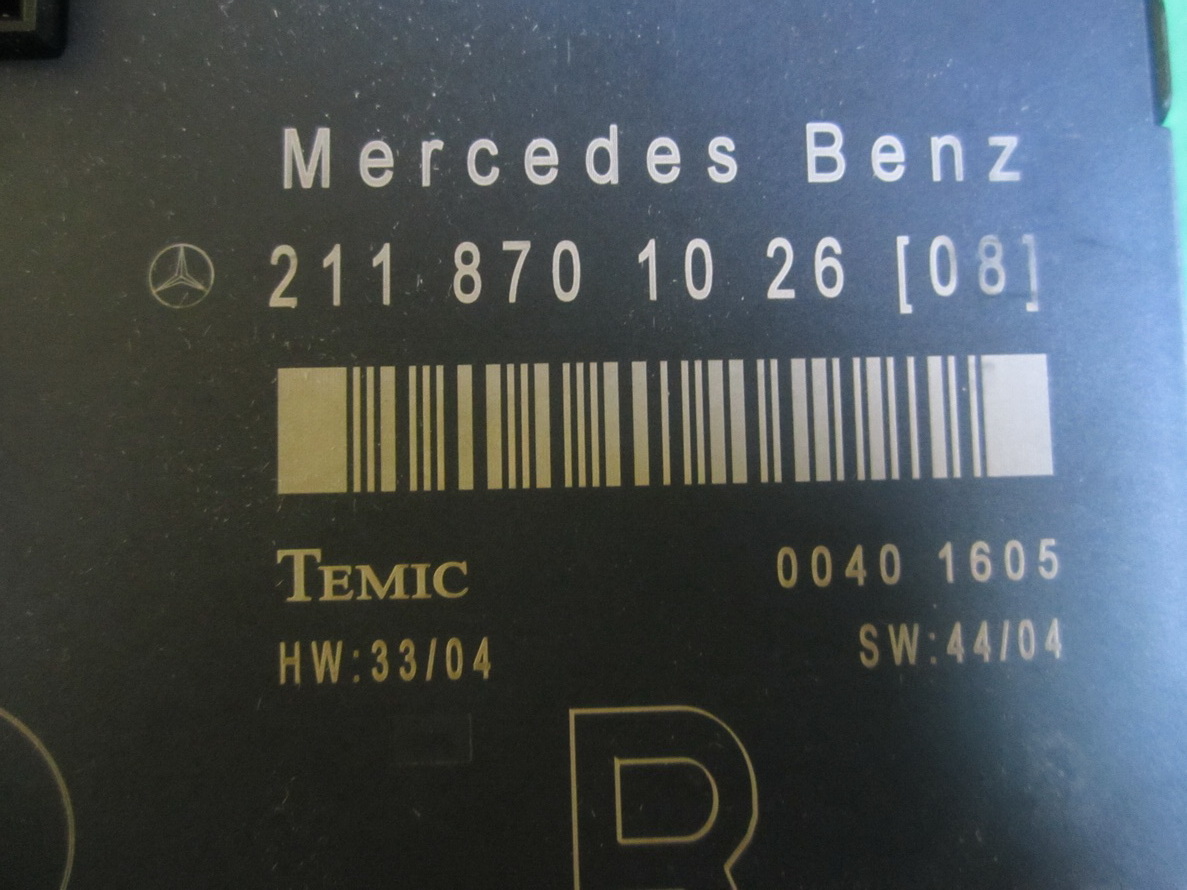 Mercedes Benz
211 870 10 26 [08]
TEMIC
0040 1605
HW:33/04
SW:44/04
R